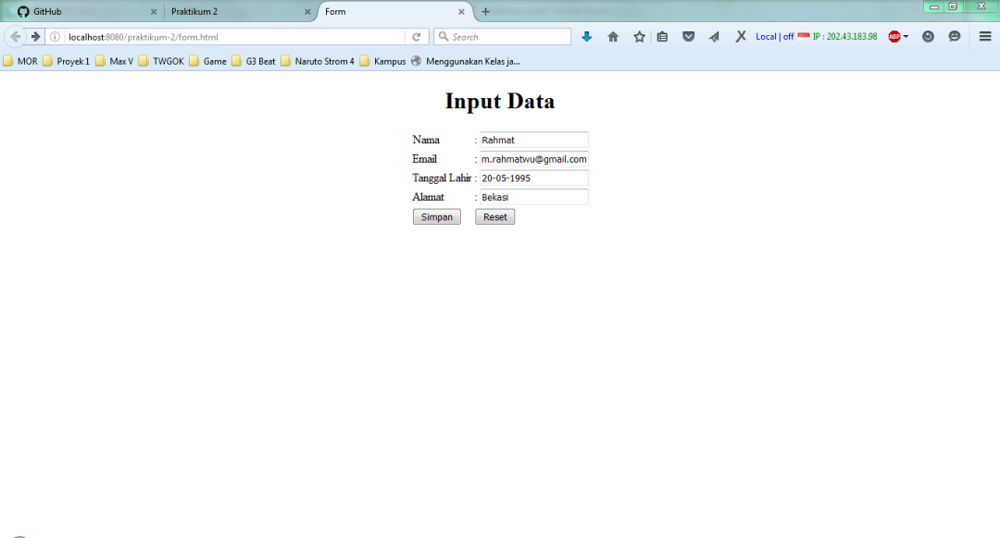 GitHub × Praktikum 2 × Form × +
localhost:8080/praktikum-2/form.html Search X Local | off IP : 202.43.183.98 ABP
MOR Proyek 1 Max V TWGOK Game G3 Beat Naruto Strom 4 Kampus Menggunakan Kelas ja...
Input Data
Nama : Rahmat
Email : m.rahmatwu@gmail.com
Tanggal Lahir : 20-05-1995
Alamat : Bekasi
Simpan Reset